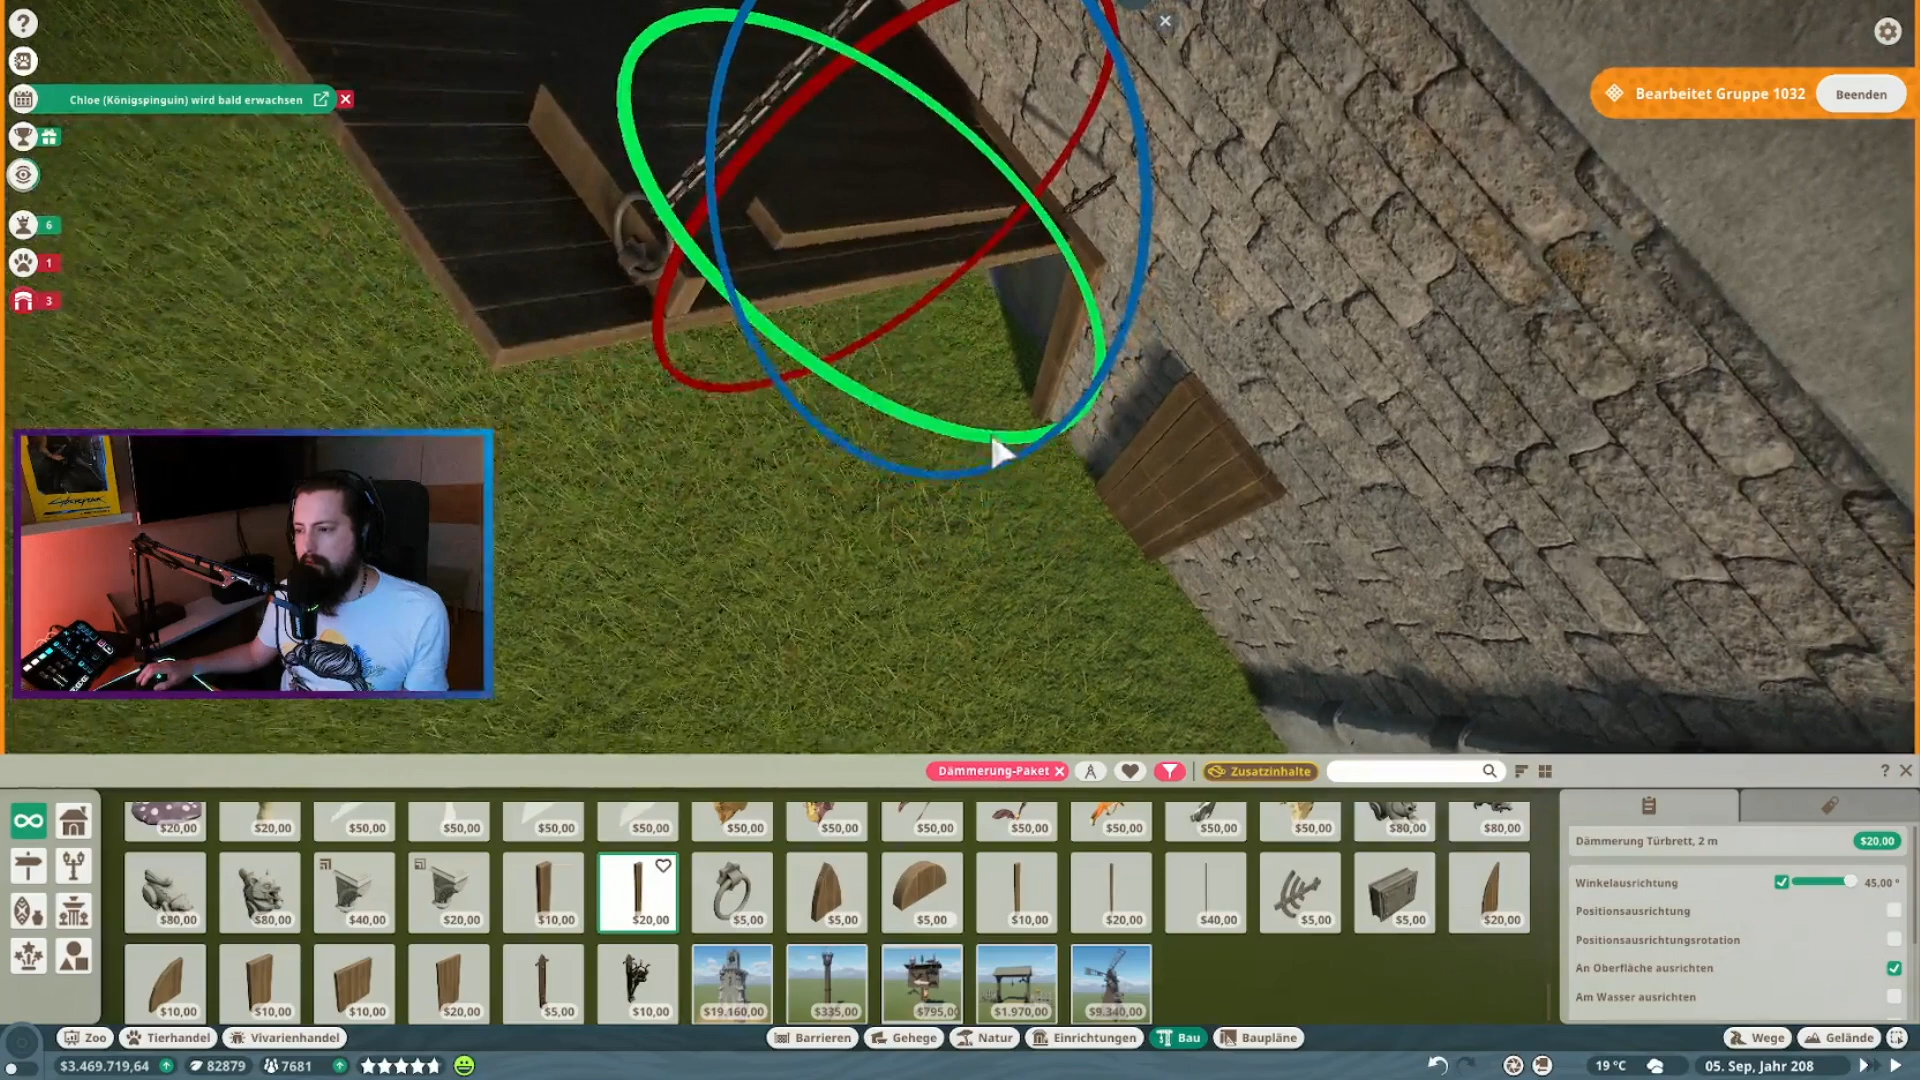 Chloe (Königspinguin) wird bald erwachsen
6
1
3
Bearbeitet Gruppe 1032
Beenden
Dämmerung-Paket
Zusatzinhalte
$20,00
$20,00
$50,00
$50,00
$50,00
$50,00
$50,00
$50,00
$50,00
$50,00
$50,00
$50,00
$50,00
$80,00
$80,00
$80,00
$80,00
$40,00
$20,00
$10,00
$20,00
$5,00
$5,00
$5,00
$10,00
$20,00
$40,00
$5,00
$5,00
$20,00
$10,00
$10,00
$10,00
$20,00
$5,00
$10,00
$19.160,00
$335,00
$795,00
$1.970,00
$9.340,00
Dämmerung Türbrett, 2 m
$20,00
Winkelausrichtung
45,00 °
Positionsausrichtung
Positionsausrichtungsrotation
An Oberfläche ausrichten
Am Wasser ausrichten
Zoo
Tierhandel
Vivarienhandel
Barrieren
Gehege
Natur
Einrichtungen
Bau
Baupläne
Wege
Gelände
$3.469.719,64
82879
7681
19 °C
05. Sep, Jahr 208